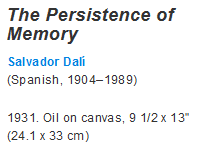 The Persistence of
Memory
Salvador Dalì
(Spanish, 1904–1989)
1931. Oil on canvas, 9 1/2 x 13"
(24.1 x 33 cm)